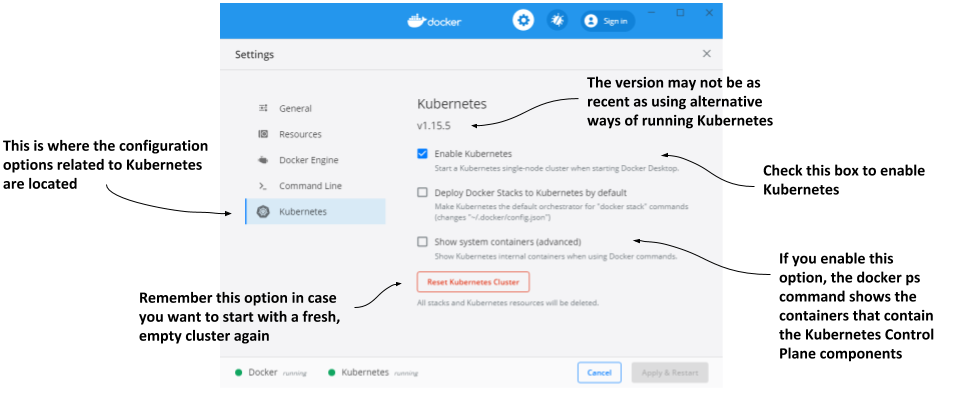 docker
Sign in
Settings
General
Resources
Docker Engine
Command Line
Kubernetes
Kubernetes
v1.15.5
Enable Kubernetes
Start a Kubernetes single-node cluster when starting Docker Desktop.
Deploy Docker Stacks to Kubernetes by default
Make Kubernetes the default orchestrator for "docker stack" commands
(changes "~/.docker/config.json")
Show system containers (advanced)
Show Kubernetes internal containers when using Docker commands.
Reset Kubernetes Cluster
All stacks and Kubernetes resources will be deleted.
Docker running
Kubernetes running
Cancel
Apply & Restart
This is where the configuration
options related to Kubernetes
are located
Remember this option in case
you want to start with a fresh,
empty cluster again
The version may not be as
recent as using alternative
ways of running Kubernetes
Check this box to enable
Kubernetes
If you enable this
option, the docker ps
command shows the
containers that contain
the Kubernetes Control
Plane components